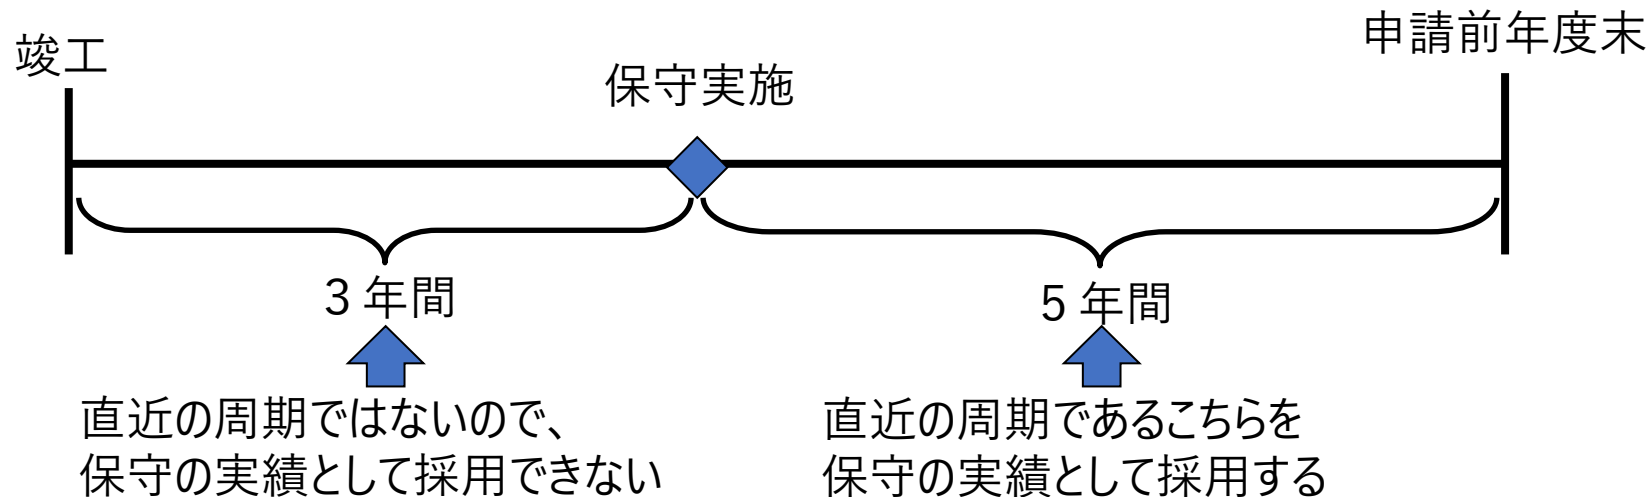 竣工
保守実施
申請前年度末
3 年間
5 年間
直近の周期ではないので、
保守の実績として採用できない
直近の周期であるこちらを
保守の実績として採用する